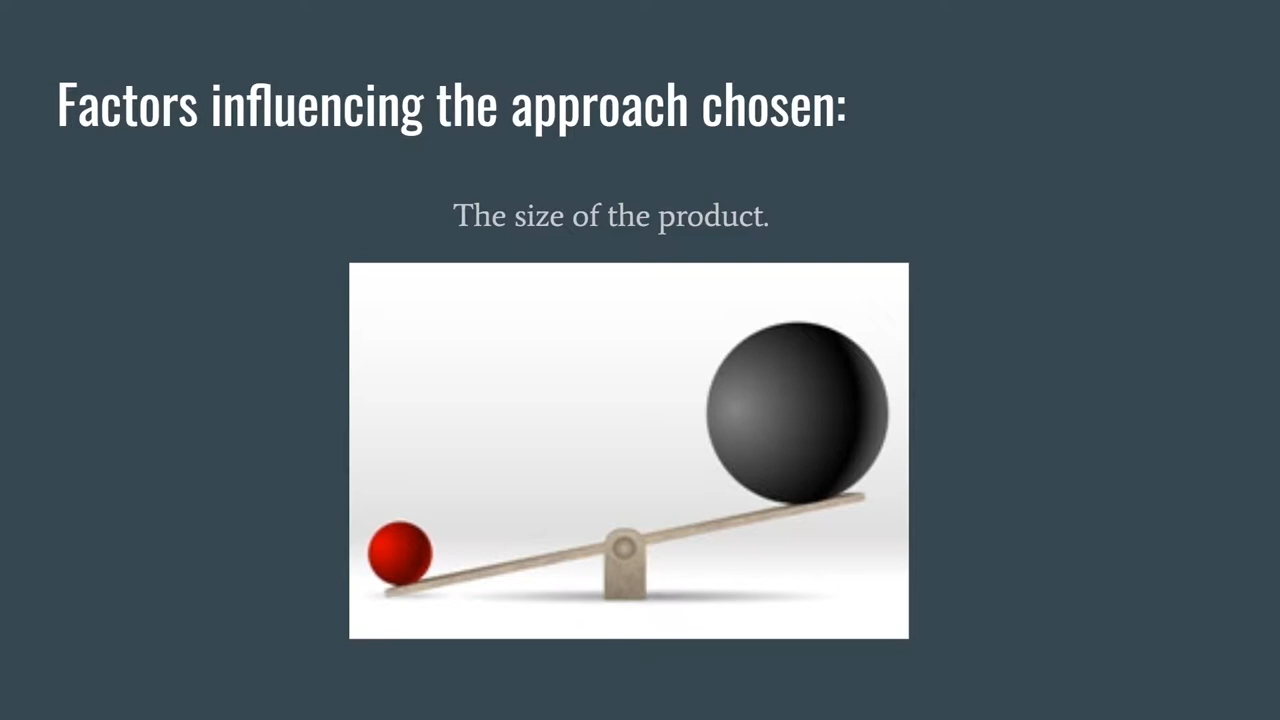 Factors influencing the approach chosen:
The size of the product.